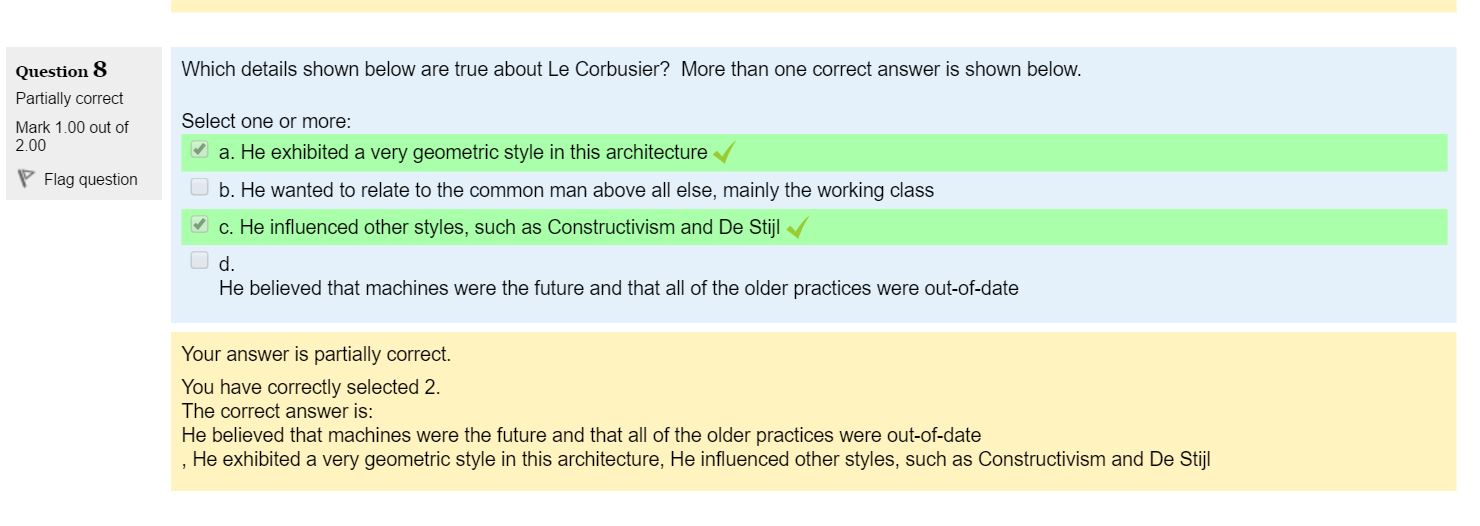 Question 8
Partially correct
Mark 1.00 out of
2.00
Flag question
Which details shown below are true about Le Corbusier? More than one correct answer is shown below.
Select one or more:
a. He exhibited a very geometric style in this architecture
b. He wanted to relate to the common man above all else, mainly the working class
c. He influenced other styles, such as Constructivism and De Stijl
d.
He believed that machines were the future and that all of the older practices were out-of-date
Your answer is partially correct.
You have correctly selected 2.
The correct answer is:
He believed that machines were the future and that all of the older practices were out-of-date
, He exhibited a very geometric style in this architecture, He influenced other styles, such as Constructivism and De Stijl